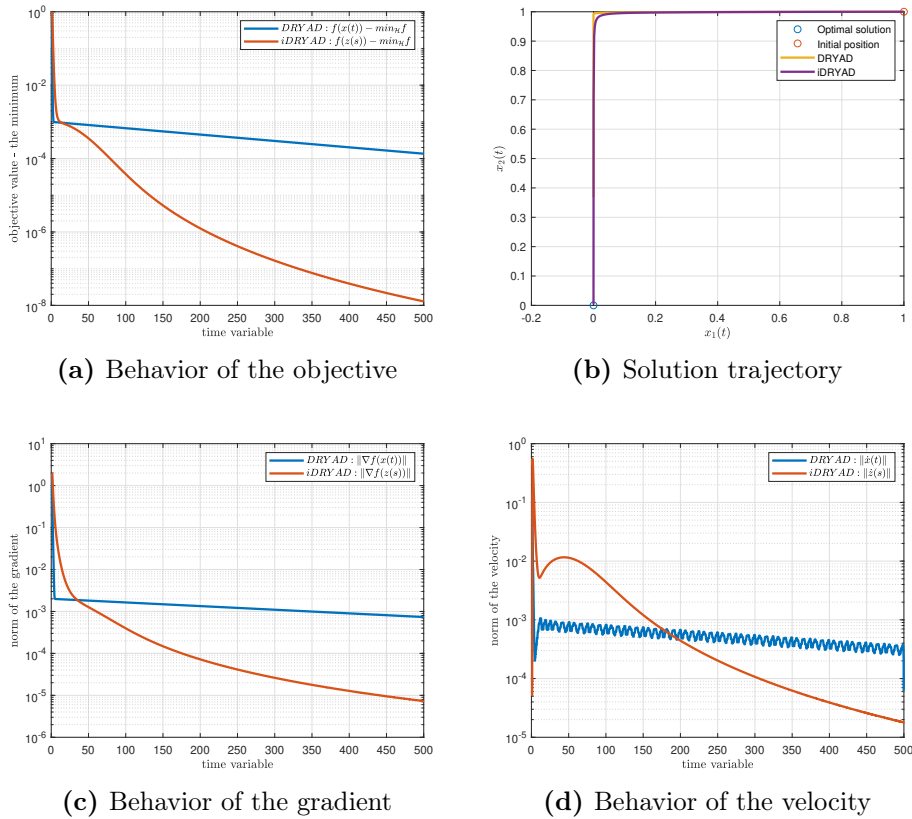 10^0
10^{-2}
10^{-4}
10^{-6}
10^{-8}
objective value - the minimum
0 50 100 150 200 250 300 350 400 450 500
time variable
DRYAD : f(x(t)) − min_ℋ f
iDRYAD : f(z(s)) − min_ℋ f
(a) Behavior of the objective
1
0.9
0.8
0.7
0.6
0.5
0.4
0.3
0.2
0.1
0
x_2(t)
-0.2 0 0.2 0.4 0.6 0.8 1
x_1(t)
Optimal solution
Initial position
DRYAD
iDRYAD
(b) Solution trajectory
10^1
10^0
10^{-1}
10^{-2}
10^{-3}
10^{-4}
10^{-5}
10^{-6}
norm of the gradient
0 50 100 150 200 250 300 350 400 450 500
time variable
DRYAD : ‖∇f(x(t))‖
iDRYAD : ‖∇f(z(s))‖
(c) Behavior of the gradient
10^0
10^{-1}
10^{-2}
10^{-3}
10^{-4}
10^{-5}
norm of the velocity
0 50 100 150 200 250 300 350 400 450 500
time variable
DRYAD : ‖ẋ(t)‖
iDRYAD : ‖ż(s)‖
(d) Behavior of the velocity